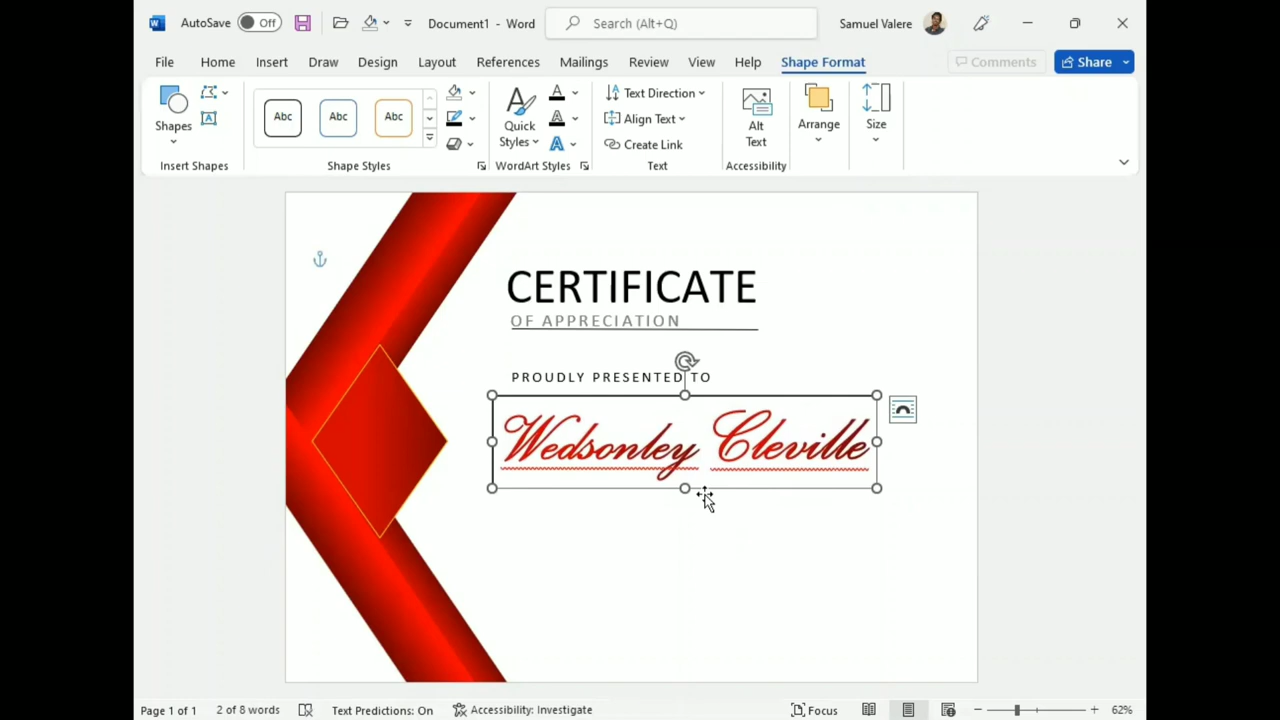 AutoSave Off Document1 - Word Search (Alt+Q) Samuel Valere
File Home Insert Draw Design Layout References Mailings Review View Help Shape Format Comments Share
Shapes
Insert Shapes
Abc Abc Abc
Shape Styles
Quick Styles
WordArt Styles
Text Direction
Align Text
Create Link
Text
Alt Text
Accessibility
Arrange
Size
CERTIFICATE
OF APPRECIATION
PROUDLY PRESENTED TO
Wedsonley Cleville
Page 1 of 1 2 of 8 words Text Predictions: On Accessibility: Investigate Focus 62%